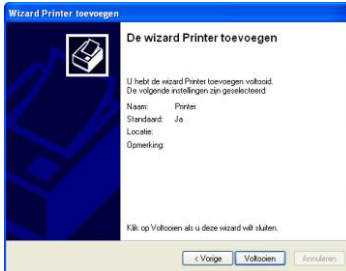 Wizard Printer toevoegen
De wizard Printer toevoegen
U hebt de wizard Printer toevoegen voltooid.
De volgende instellingen zijn geselecteerd:
Naam: Printer
Standaard: Ja
Locatie:
Opmerking:
Klik op Voltooien als u deze wizard wilt sluiten.
< Vorige Voltooien Annuleren